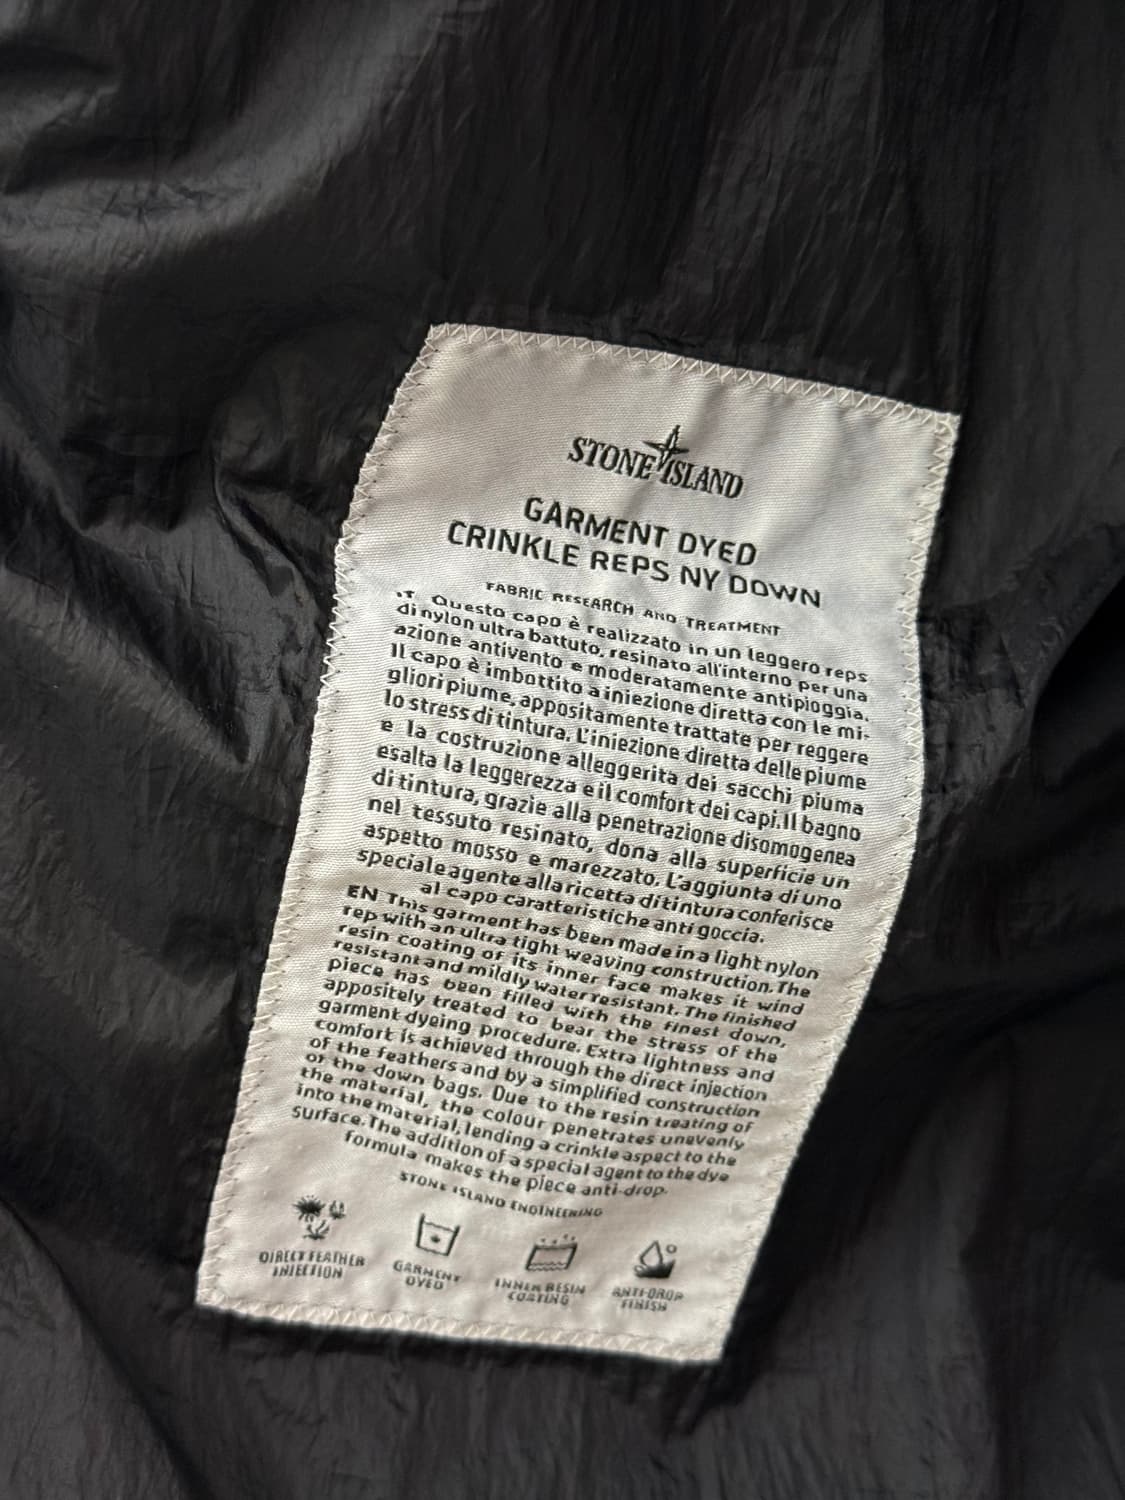 STONE ISLAND
GARMENT DYED
CRINKLE REPS NY DOWN
FABRIC RESEARCH AND TREATMENT
IT Questo capo è realizzato in un leggero reps
di nylon ultra battuto, resinato all'interno per una
azione antivento e moderatamente antipioggia.
Il capo è imbottito a iniezione diretta con le mi-
gliori piume, appositamente trattate per reggere
lo stress di tintura. L'iniezione diretta delle piume
e la costruzione alleggerita dei sacchi piuma
esalta la leggerezza e il comfort dei capi. Il bagno
di tintura, grazie alla penetrazione disomogenea
nel tessuto resinato, dona alla superficie un
aspetto mosso e marezzato. L'aggiunta di uno
speciale agente alla ricetta di tintura conferisce
al capo caratteristiche anti goccia.
EN This garment has been made in a light nylon
rep with an ultra tight weaving construction. The
resin coating of its inner face makes it wind
resistant and mildly water resistant. The finished
piece has been filled with the finest down,
appositely treated to bear the stress of the
garment dyeing procedure. Extra lightness and
comfort is achieved through the direct injection
of the feathers and by a simplified construction
of the down bags. Due to the resin treating of
the material, the colour penetrates unevenly
into the material, lending a crinkle aspect to the
surface. The addition of a special agent to the dye
formula makes the piece anti-drop.
STONE ISLAND ENGINEERING
DIRECT FEATHER
INJECTION
GARMENT
DYED
INNER RESIN
COATING
ANTI-DROP
FINISH